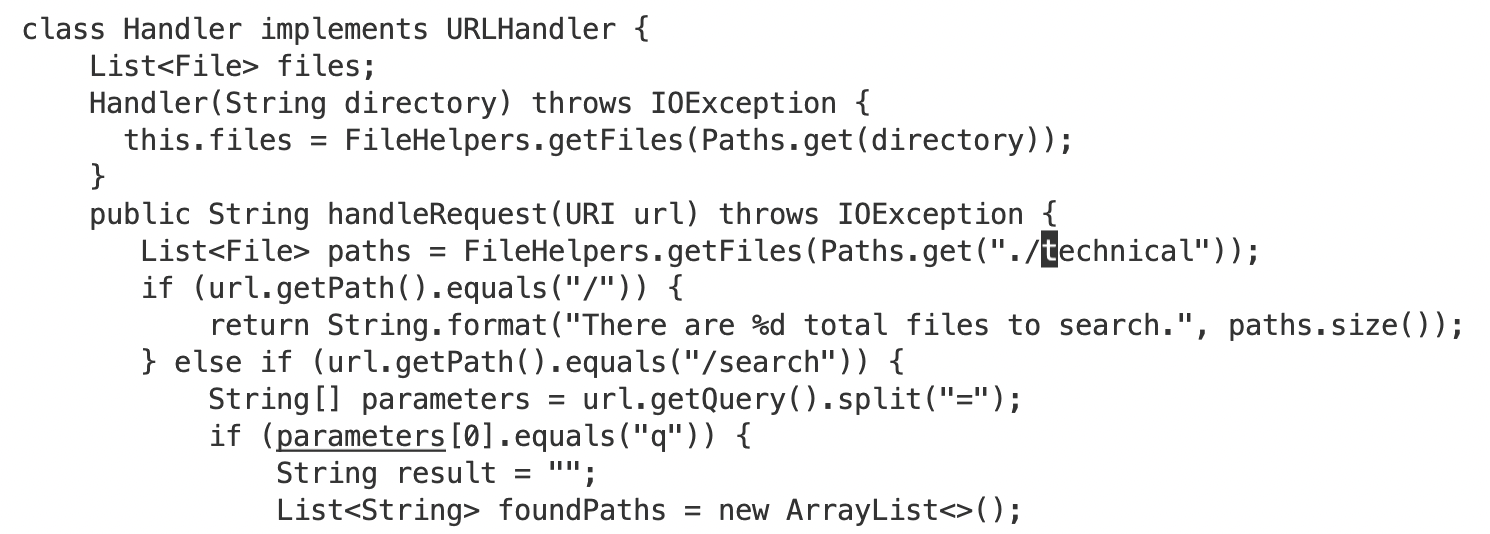 class Handler implements URLHandler {
    List<File> files;
    Handler(String directory) throws IOException {
      this.files = FileHelpers.getFiles(Paths.get(directory));
    }
    public String handleRequest(URI url) throws IOException {
       List<File> paths = FileHelpers.getFiles(Paths.get("./technical"));
       if (url.getPath().equals("/")) {
           return String.format("There are %d total files to search.", paths.size());
       } else if (url.getPath().equals("/search")) {
           String[] parameters = url.getQuery().split("=");
           if (parameters[0].equals("q")) {
               String result = "";
               List<String> foundPaths = new ArrayList<>();